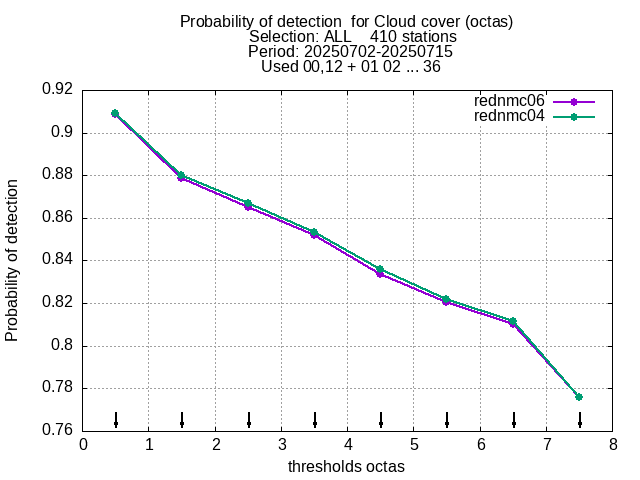 Probability of detection  for Cloud cover (octas)
Selection: ALL    410 stations
Period: 20250702-20250715
Used 00,12 + 01 02 ... 36
rednmc06
rednmc04
Probability of detection
0.92
0.9
0.88
0.86
0.84
0.82
0.8
0.78
0.76
0 1 2 3 4 5 6 7 8
thresholds octas